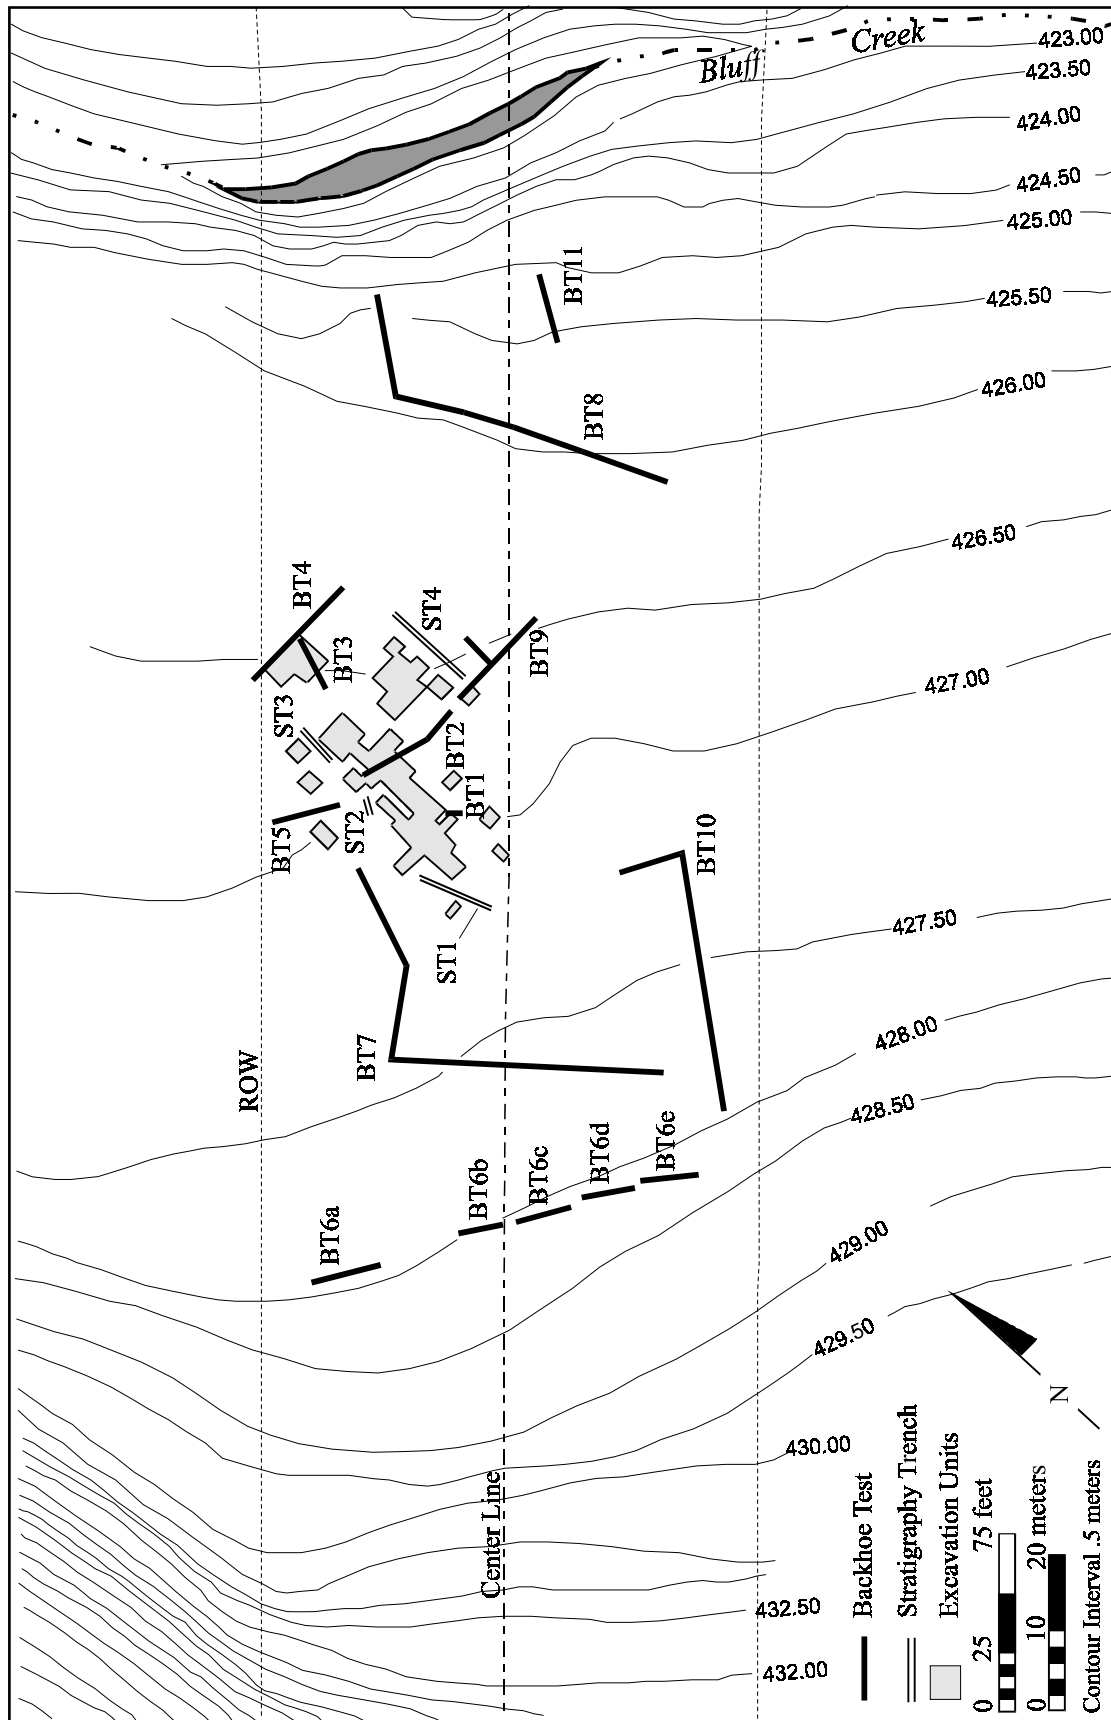 Creek
Bluff
423.00
423.50
424.00
424.50
425.00
425.50
426.00
426.50
427.00
427.50
428.00
428.50
429.00
429.50
430.00
432.50
432.00
BT11
BT8
BT4
BT3
ST4
BT9
ST3
BT2
BT1
BT5
ST2
BT10
ST1
BT7
ROW
BT6a
BT6b
BT6c
BT6d
BT6e
Center Line
N
Backhoe Test
Stratigraphy Trench
Excavation Units
0 25 75 feet
0 10 20 meters
Contour Interval .5 meters